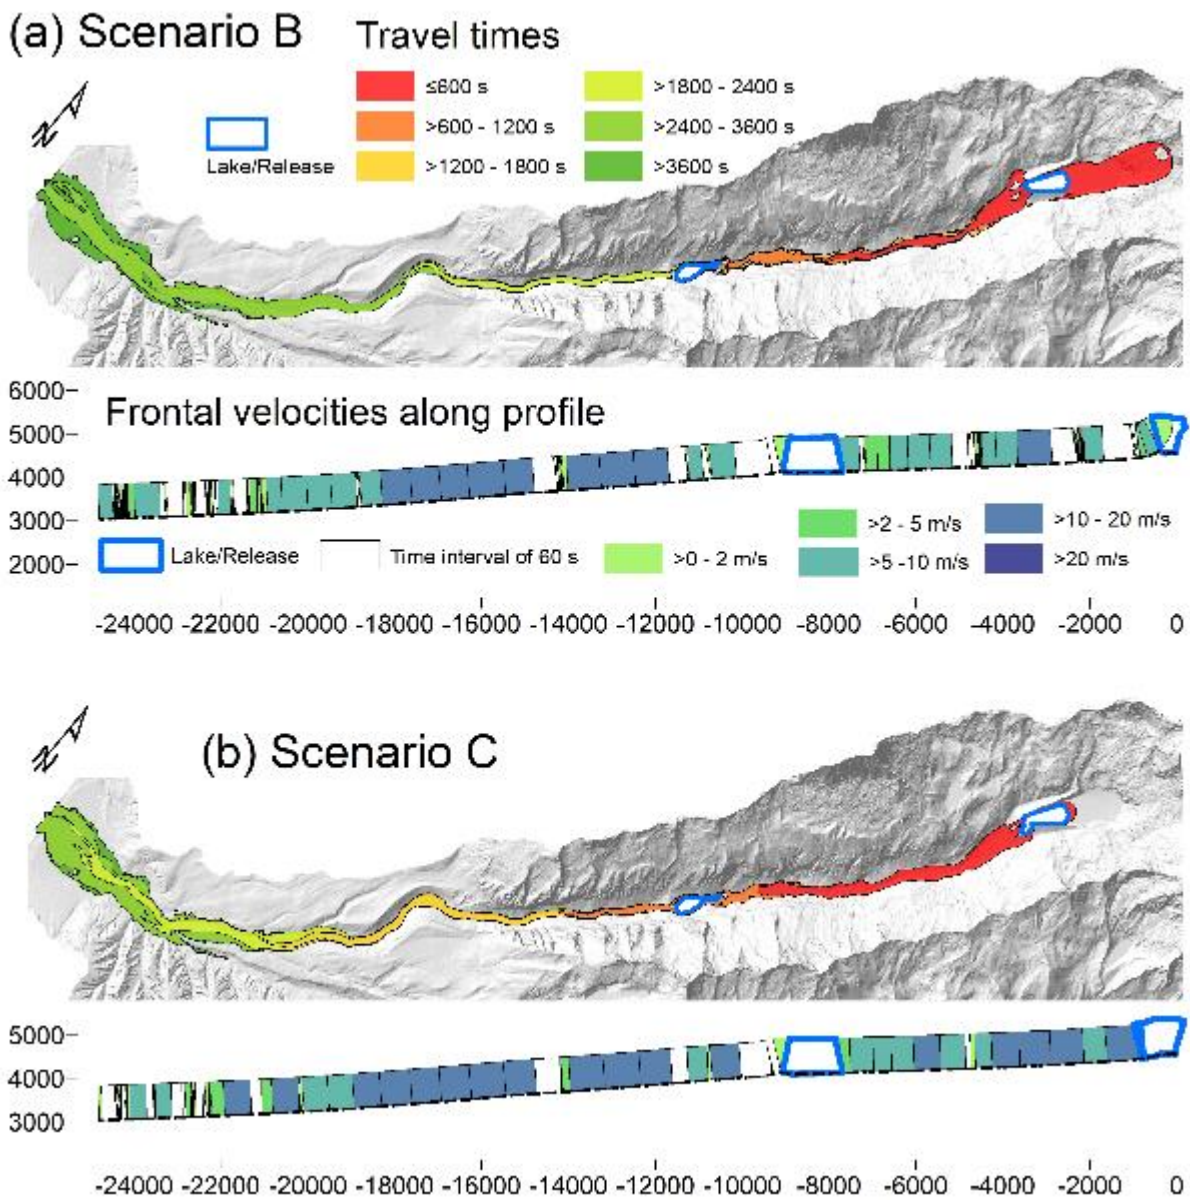 (a) Scenario B
Travel times
≤600 s
>600 - 1200 s
>1200 - 1800 s
>1800 - 2400 s
>2400 - 3600 s
>3600 s
Lake/Release
N
Frontal velocities along profile
6000
5000
4000
3000
2000
Lake/Release
Time interval of 60 s
>0 - 2 m/s
>2 - 5 m/s
>5 -10 m/s
>10 - 20 m/s
>20 m/s
-24000 -22000 -20000 -18000 -16000 -14000 -12000 -10000 -8000 -6000 -4000 -2000 0
N
(b) Scenario C
5000
4000
3000
-24000 -22000 -20000 -18000 -16000 -14000 -12000 -10000 -8000 -6000 -4000 -2000 0